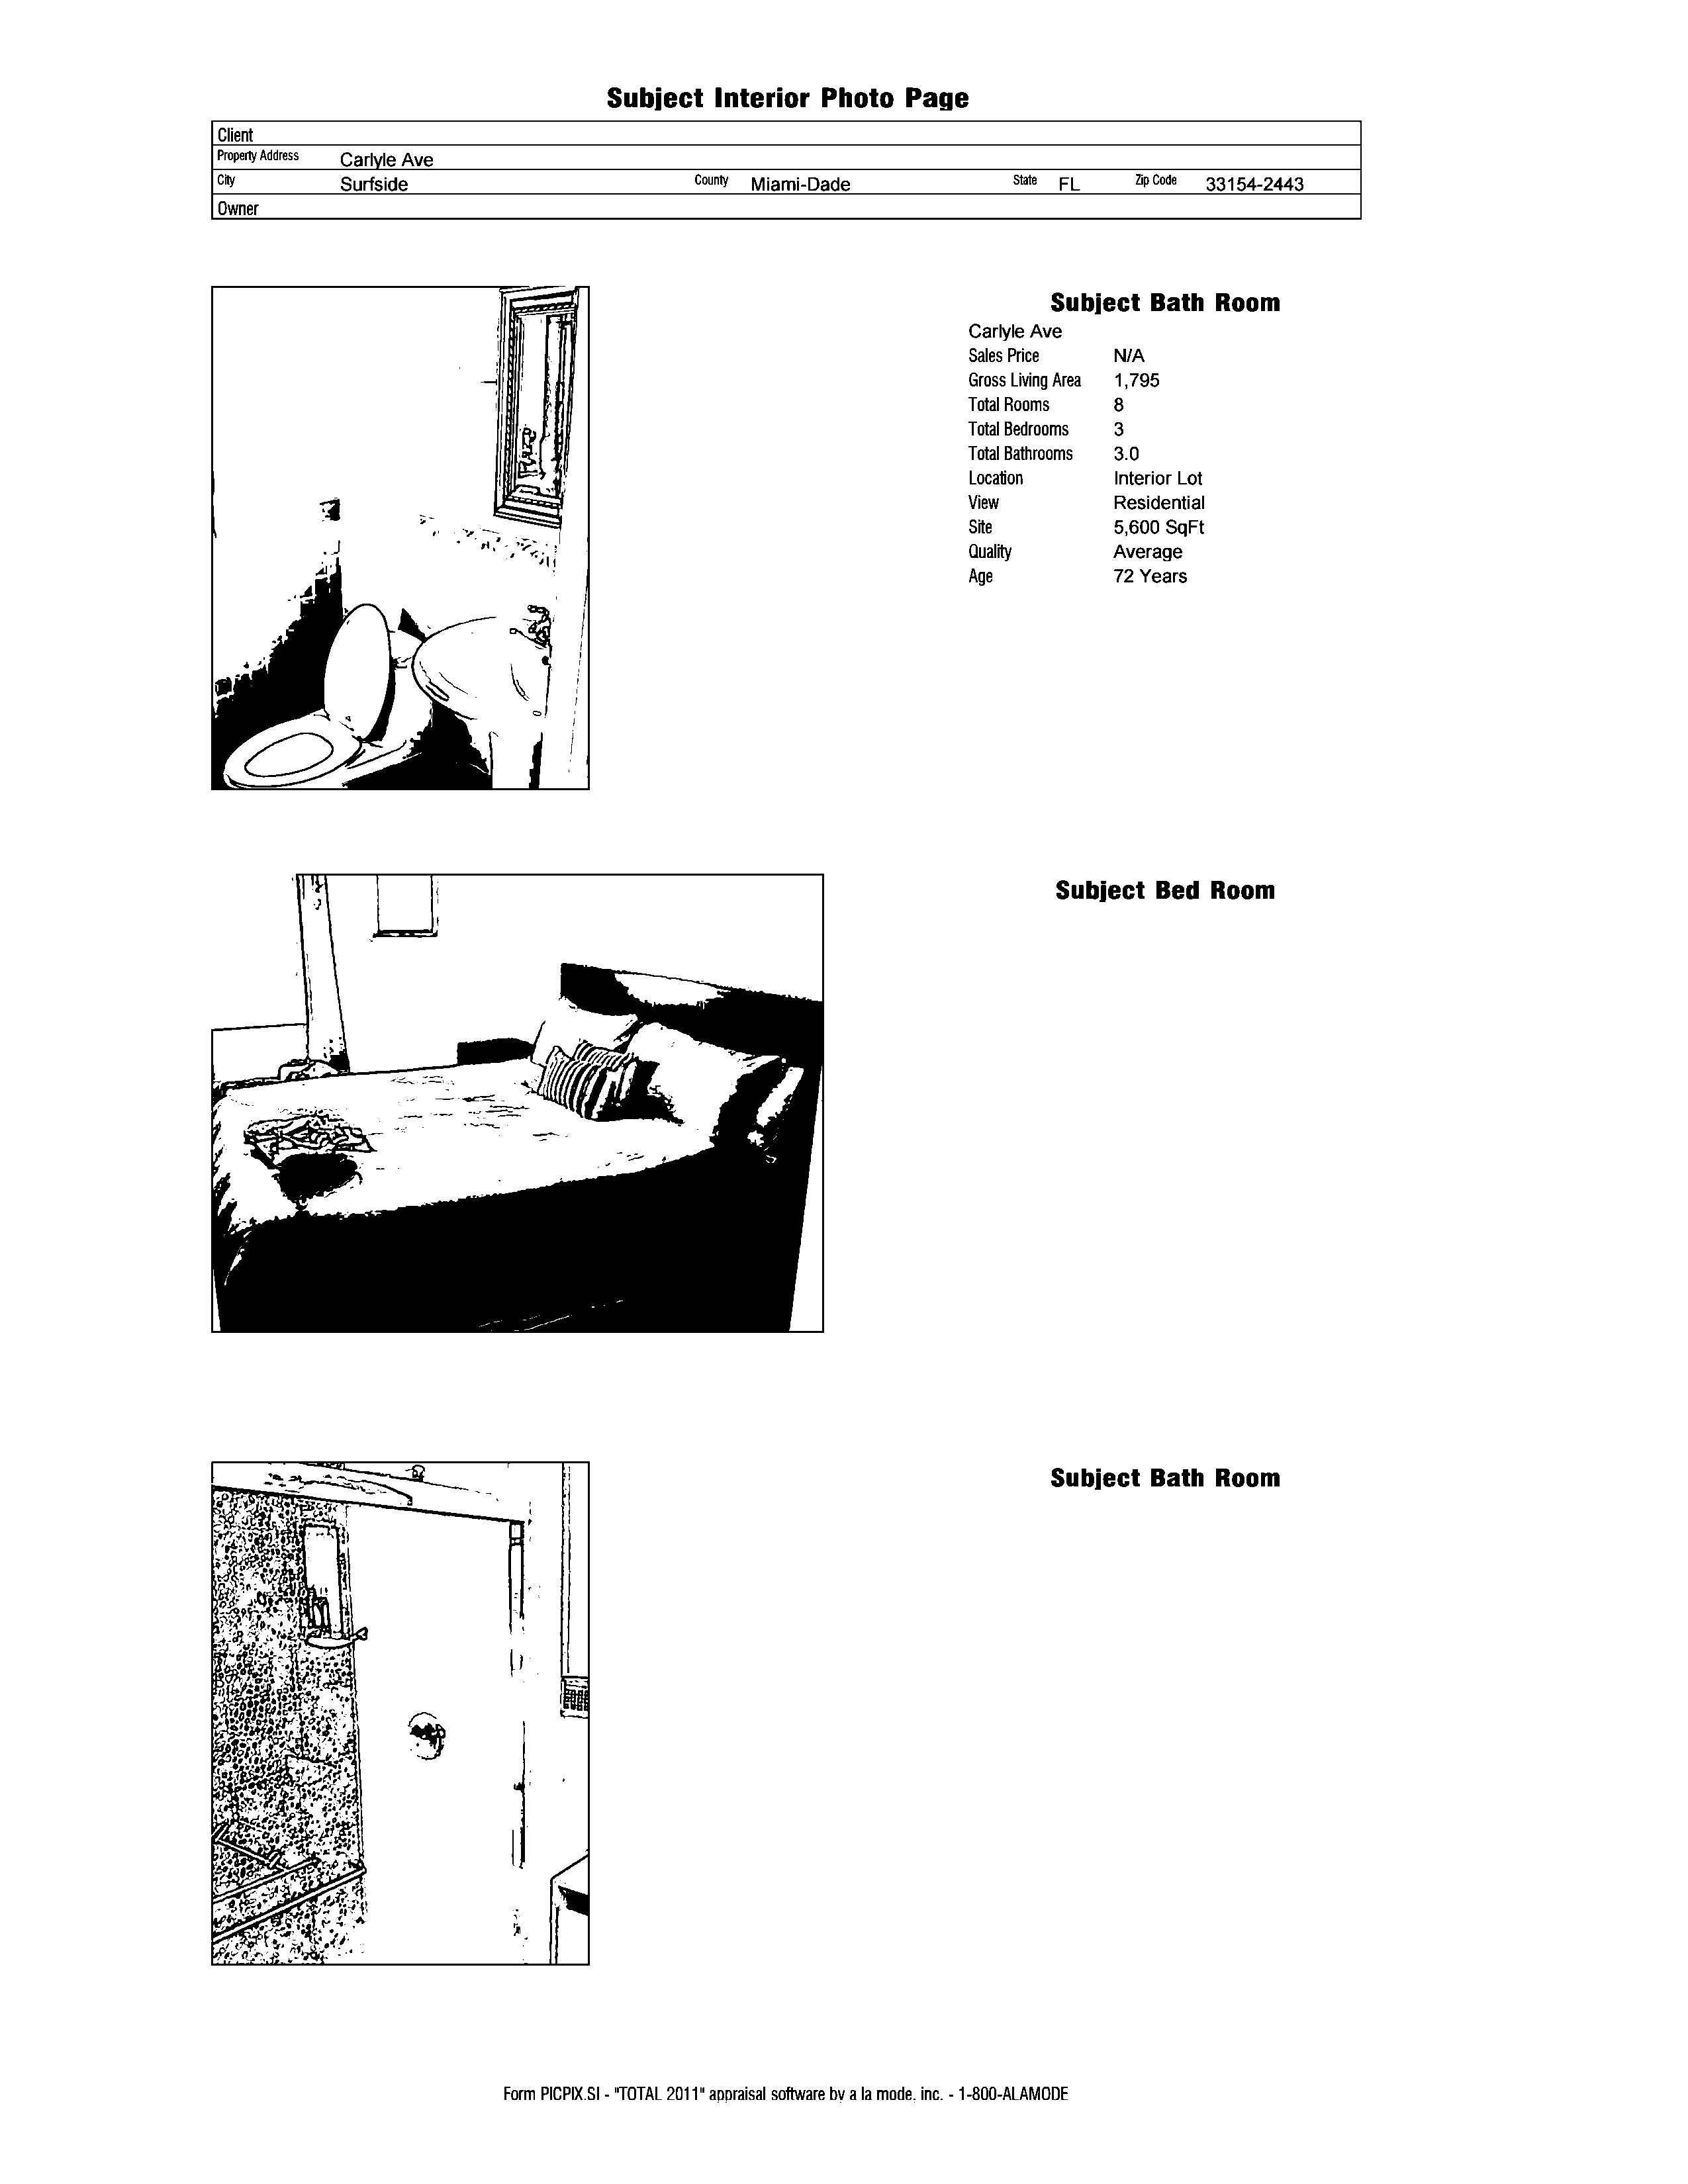 Subject Interior Photo Page
Client
Property Address Carlyle Ave
City Surfside County Miami-Dade State FL Zip Code 33154-2443
Owner
Subject Bath Room
Carlyle Ave
Sales Price N/A
Gross Living Area 1,795
Total Rooms 8
Total Bedrooms 3
Total Bathrooms 3.0
Location Interior Lot
View Residential
Site 5,600 SqFt
Quality Average
Age 72 Years
Subject Bed Room
Subject Bath Room
Form PICPIX.SI - "TOTAL 2011" appraisal software by a la mode, inc. - 1-800-ALAMODE